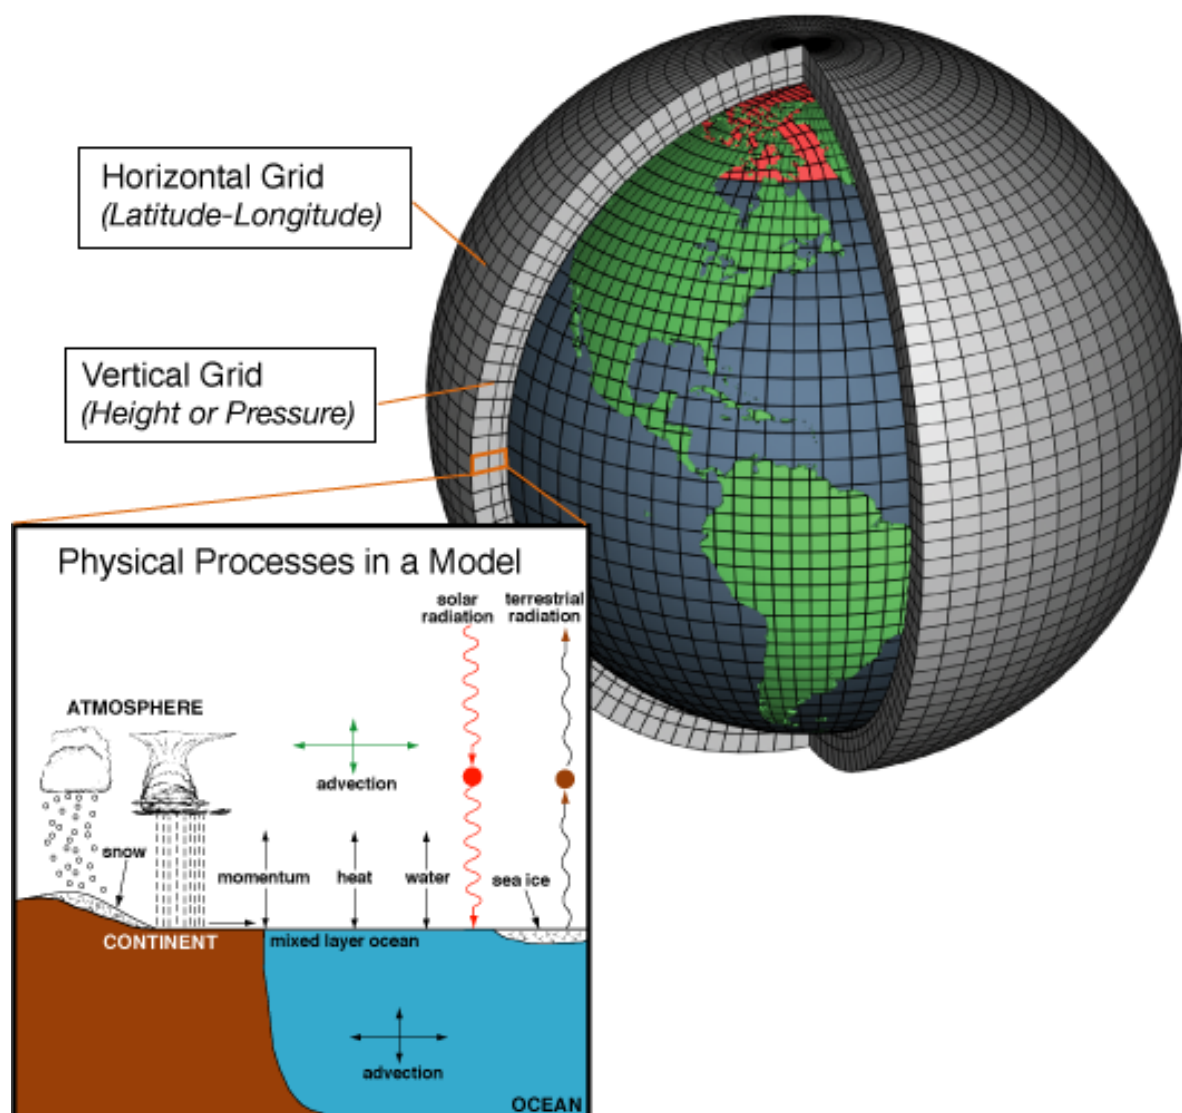 Horizontal Grid
(Latitude-Longitude)
Vertical Grid
(Height or Pressure)
Physical Processes in a Model
solar
radiation
terrestrial
radiation
ATMOSPHERE
advection
snow
momentum
heat
water
sea ice
CONTINENT
mixed layer ocean
advection
OCEAN